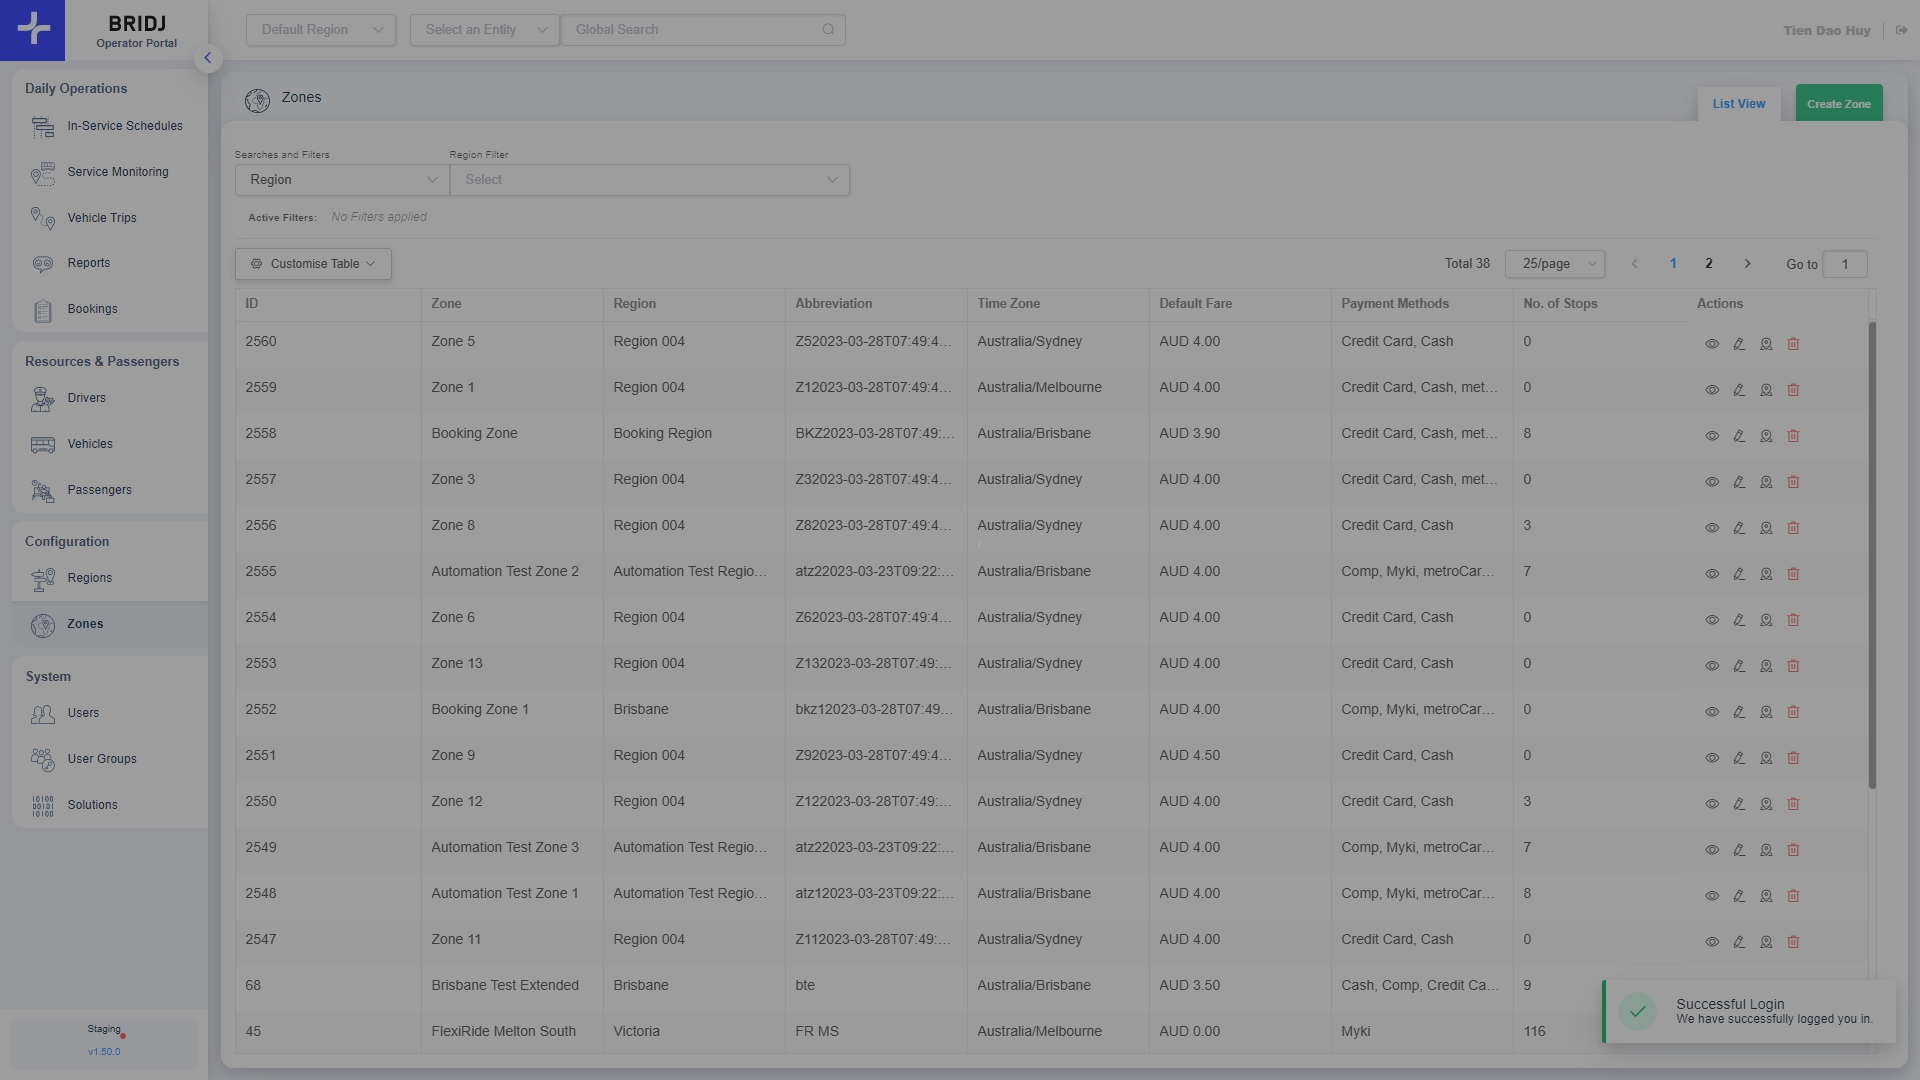 BRIDJ
Operator Portal
Default Region
Select an Entity
Global Search
Tien Dao Huy
Daily Operations
In-Service Schedules
Service Monitoring
Vehicle Trips
Reports
Bookings
Resources & Passengers
Drivers
Vehicles
Passengers
Configuration
Regions
Zones
System
Users
User Groups
Solutions
Staging
v1.50.0
Zones
List View
Create Zone
Searches and Filters
Region Filter
Region
Select
Active Filters: No Filters applied
Customise Table
Total 38 25/page 1 2 Go to 1
ID Zone Region Abbreviation Time Zone Default Fare Payment Methods No. of Stops Actions
2560 Zone 5 Region 004 Z52023-03-28T07:49:4... Australia/Sydney AUD 4.00 Credit Card, Cash 0
2559 Zone 1 Region 004 Z12023-03-28T07:49:4... Australia/Melbourne AUD 4.00 Credit Card, Cash, met... 0
2558 Booking Zone Booking Region BKZ2023-03-28T07:49:... Australia/Brisbane AUD 3.90 Credit Card, Cash, met... 8
2557 Zone 3 Region 004 Z32023-03-28T07:49:4... Australia/Sydney AUD 4.00 Credit Card, Cash, met... 0
2556 Zone 8 Region 004 Z82023-03-28T07:49:4... Australia/Sydney AUD 4.00 Credit Card, Cash 3
2555 Automation Test Zone 2 Automation Test Regio... atz22023-03-23T09:22:... Australia/Brisbane AUD 4.00 Comp, Myki, metroCar... 7
2554 Zone 6 Region 004 Z62023-03-28T07:49:4... Australia/Sydney AUD 4.00 Credit Card, Cash 0
2553 Zone 13 Region 004 Z132023-03-28T07:49:... Australia/Sydney AUD 4.00 Credit Card, Cash 0
2552 Booking Zone 1 Brisbane bkz12023-03-28T07:49... Australia/Brisbane AUD 4.00 Comp, Myki, metroCar... 0
2551 Zone 9 Region 004 Z92023-03-28T07:49:4... Australia/Sydney AUD 4.50 Credit Card, Cash 0
2550 Zone 12 Region 004 Z122023-03-28T07:49:... Australia/Sydney AUD 4.00 Credit Card, Cash 3
2549 Automation Test Zone 3 Automation Test Regio... atz22023-03-23T09:22:... Australia/Brisbane AUD 4.00 Comp, Myki, metroCar... 7
2548 Automation Test Zone 1 Automation Test Regio... atz12023-03-23T09:22:... Australia/Brisbane AUD 4.00 Comp, Myki, metroCar... 8
2547 Zone 11 Region 004 Z112023-03-28T07:49:... Australia/Sydney AUD 4.00 Credit Card, Cash 0
68 Brisbane Test Extended Brisbane bte Australia/Brisbane AUD 3.50 Cash, Comp, Credit Ca... 9
45 FlexiRide Melton South Victoria FR MS Australia/Melbourne AUD 0.00 Myki 116
Successful Login
We have successfully logged you in.